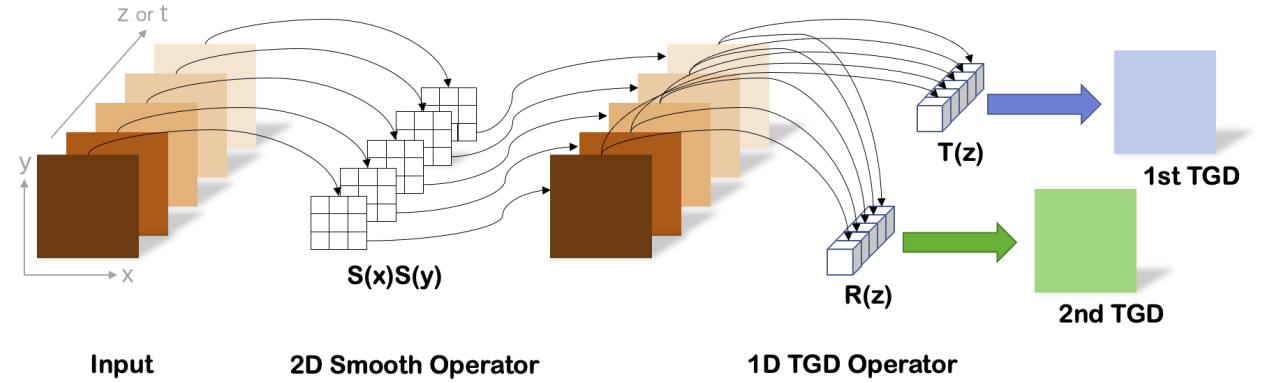 z or t
y
x
S(x)S(y)
T(z)
1st TGD
R(z)
2nd TGD
Input
2D Smooth Operator
1D TGD Operator